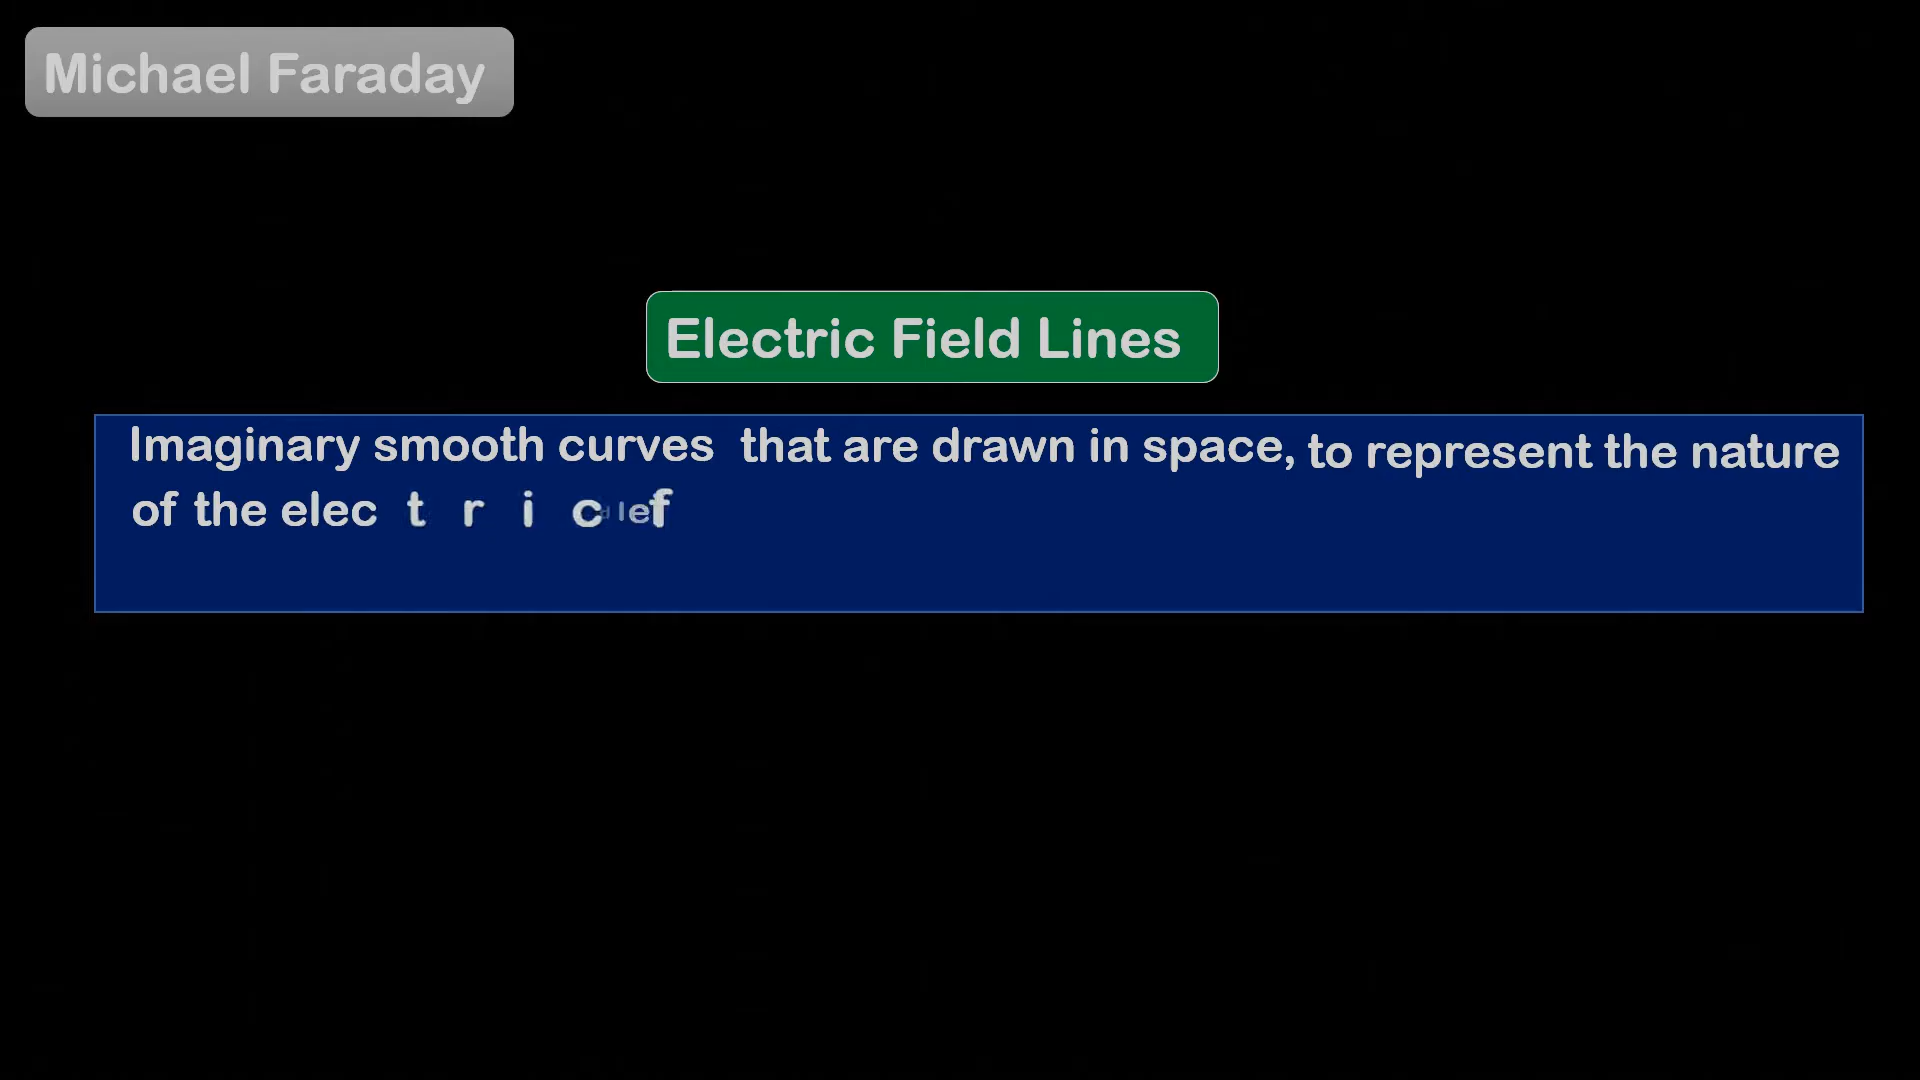 Michael Faraday
Electric Field Lines
Imaginary smooth curves that are drawn in space, to represent the nature
of the electric